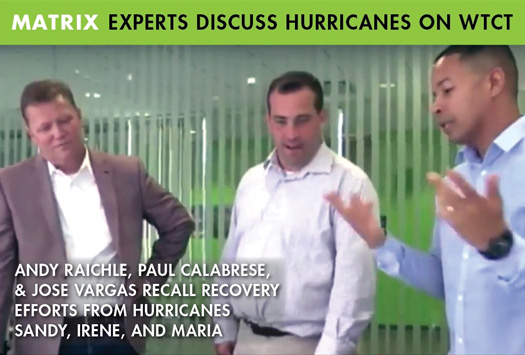 MATRIX EXPERTS DISCUSS HURRICANES ON WTCT
ANDY RAICHLE, PAUL CALABRESE,
& JOSE VARGAS RECALL RECOVERY
EFFORTS FROM HURRICANES
SANDY, IRENE, AND MARIA